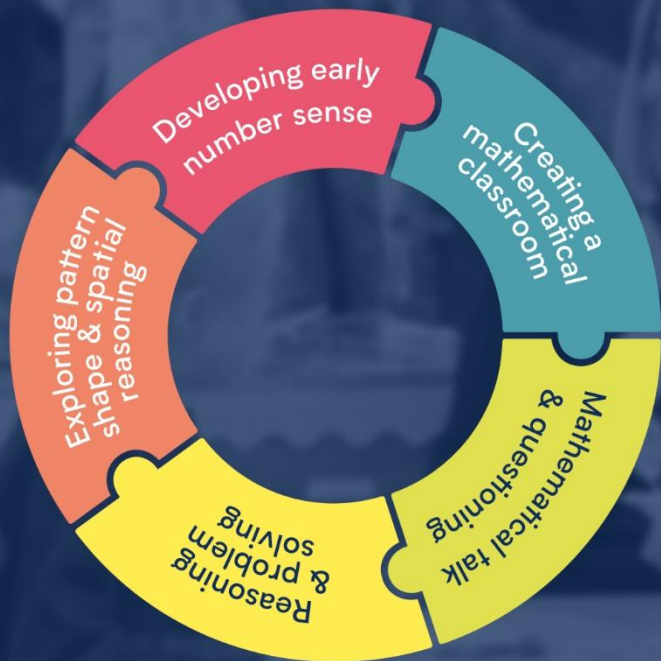 Developing early
number sense
Creating a
mathematical
classroom
Mathematical talk
& questioning
Reasoning
& problem
solving
Exploring pattern
shape & spatial
reasoning